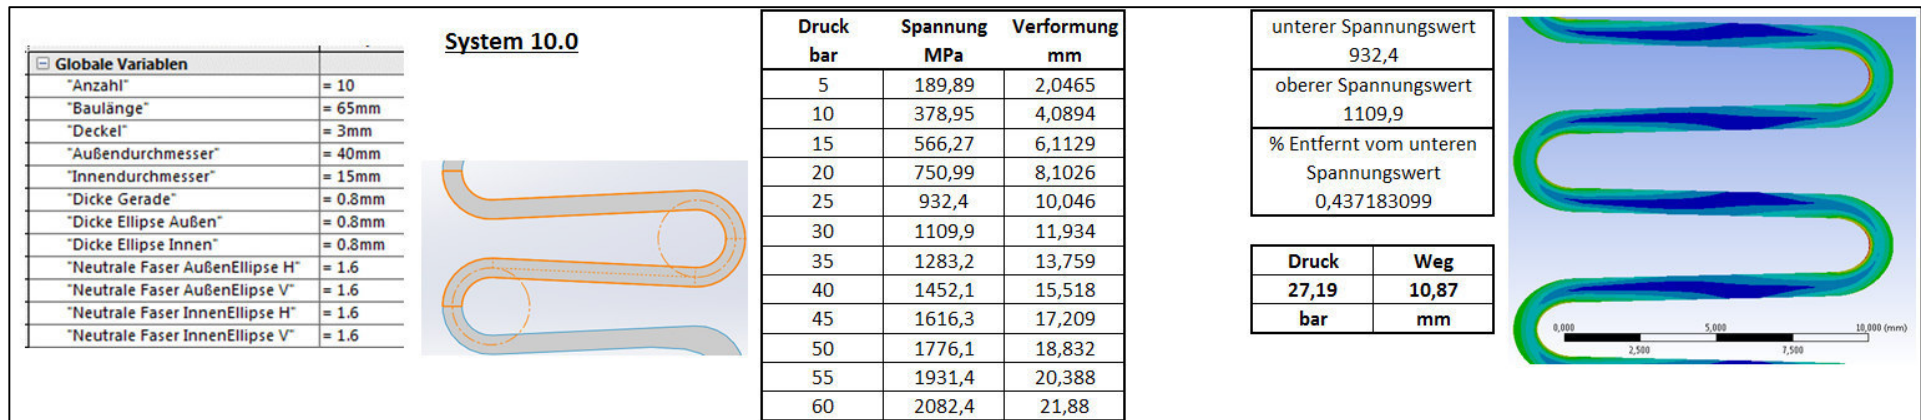 Globale Variablen
"Anzahl" = 10
"Baulänge" = 65mm
"Deckel" = 3mm
"Außendurchmesser" = 40mm
"Innendurchmesser" = 15mm
"Dicke Gerade" = 0.8mm
"Dicke Ellipse Außen" = 0.8mm
"Dicke Ellipse Innen" = 0.8mm
"Neutrale Faser AußenEllipse H" = 1.6
"Neutrale Faser AußenElipse V" = 1.6
"Neutrale Faser InnenEllipse H" = 1.6
"Neutrale Faser InnenEllipse V" = 1.6
System 10.0
Druck Spannung Verformung
bar MPa mm
5 189,89 2,0465
10 378,95 4,0894
15 566,27 6,1129
20 750,99 8,1026
25 932,4 10,046
30 1109,9 11,934
35 1283,2 13,759
40 1452,1 15,518
45 1616,3 17,209
50 1776,1 18,832
55 1931,4 20,388
60 2082,4 21,88
unterer Spannungswert
932,4
oberer Spannungswert
1109,9
% Entfernt vom unteren
Spannungswert
0,437183099
Druck Weg
27,19 10,87
bar mm
0,000 5,000 10,000 (mm)
2,500 7,500